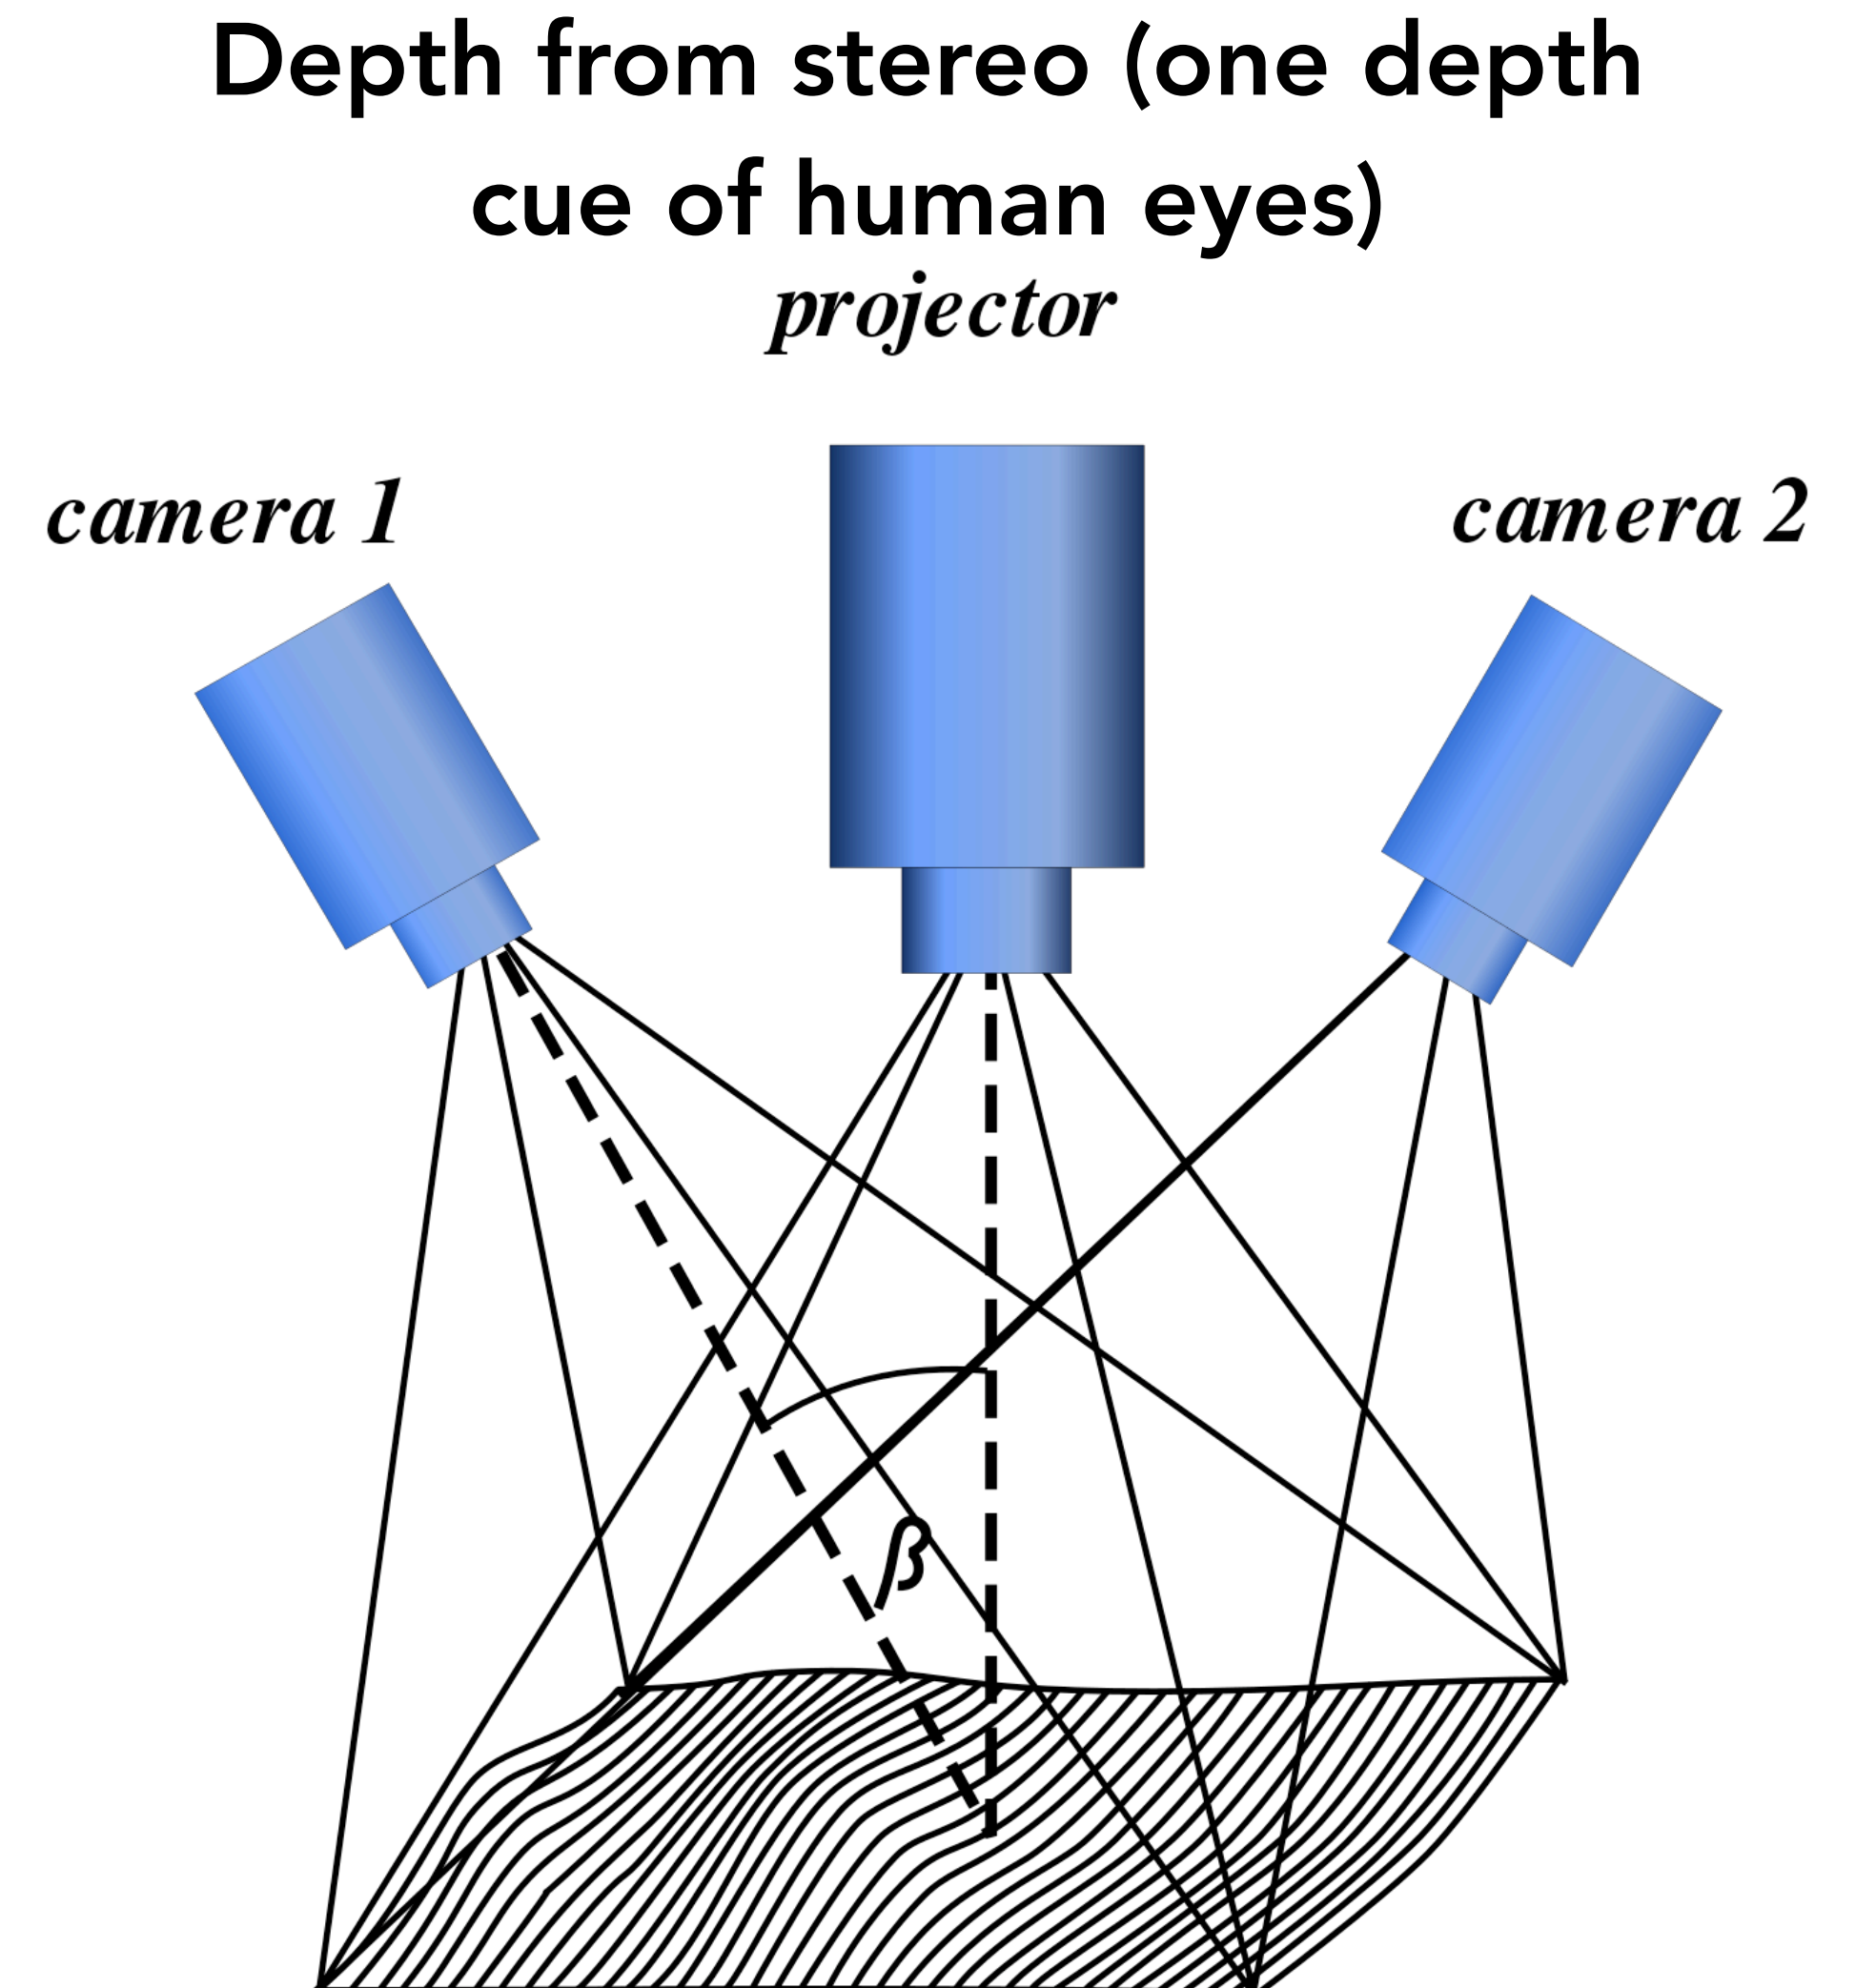 Depth from stereo (one depth
cue of human eyes)
projector
camera 1
camera 2
β